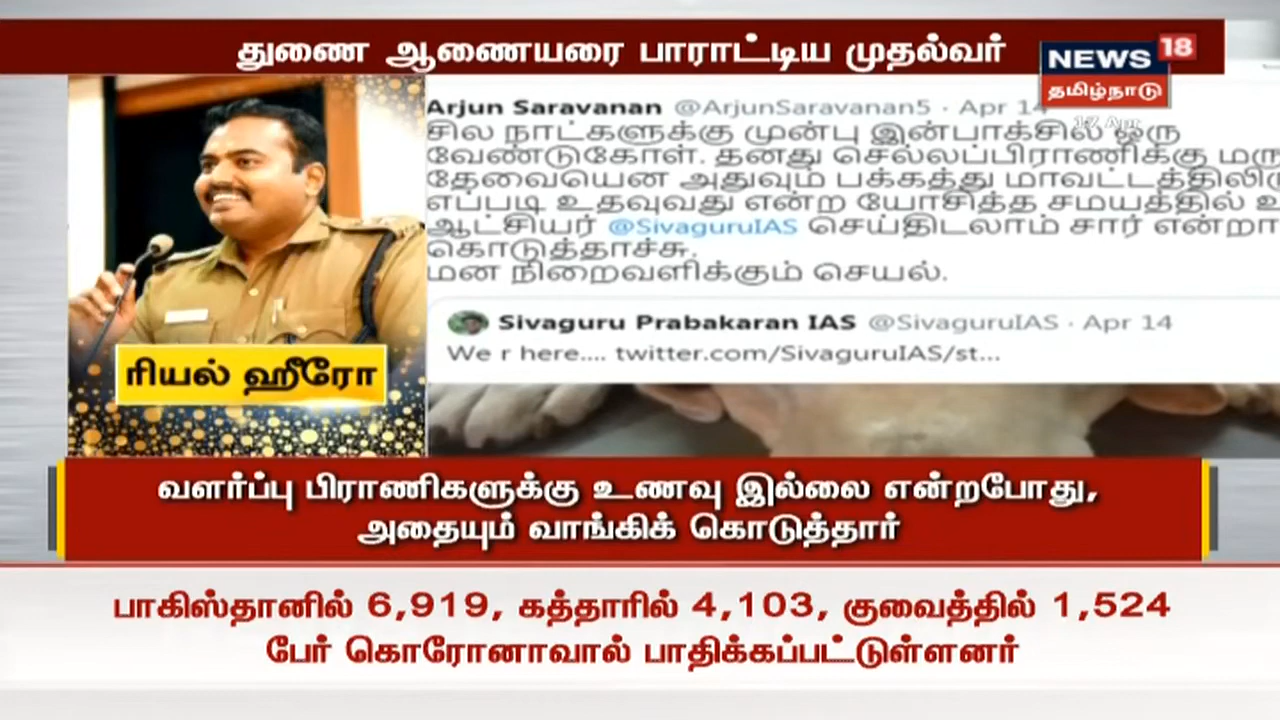 துணை ஆணையரை பாராட்டிய முதல்வர்
NEWS 18
தமிழ்நாடு
17 Apr
Arjun Saravanan @ArjunSaravanan5 · Apr 14
சில நாட்களுக்கு முன்பு இன்பாக்சில் ஒரு
வேண்டுகோள். தனது செல்லப்பிராணிக்கு
தேவையென அதுவும் பக்கத்து
எப்படி உதவுவது என்ற யோசித்த சமயத்தில்
ஆட்சியர் @SivaguruIAS செய்திடலாம் சார்
கொடுத்தாச்சு.
மன நிறைவளிக்கும் செயல்.
Sivaguru Prabakaran IAS @SivaguruIAS · Apr 14
We r here.... twitter.com/SivaguruIAS/st...
ரியல் ஹீரோ
வளர்ப்பு பிராணிகளுக்கு உணவு இல்லை என்றபோது,
அதையும் வாங்கிக் கொடுத்தார்
பாகிஸ்தானில் 6,919, கத்தாரில் 4,103, குவைத்தில் 1,524
பேர் கொரோனாவால் பாதிக்கப்பட்டுள்ளனர்